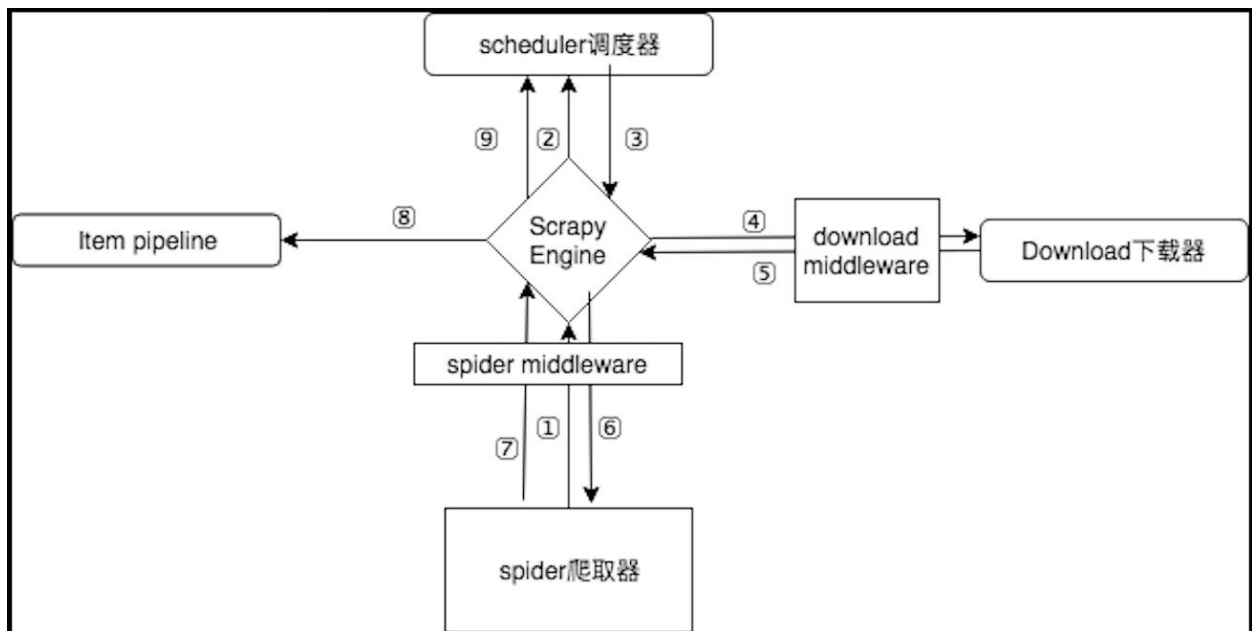 scheduler调度器
⑨
②
③
Item pipeline
⑧
Scrapy
Engine
④
⑤
download
middleware
Download下载器
spider middleware
⑦
①
⑥
spider爬取器